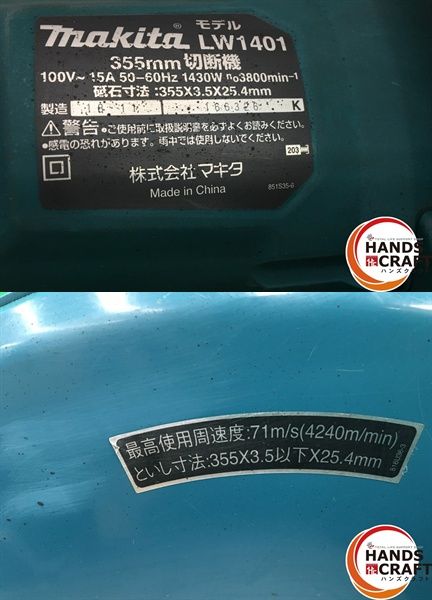 makita モデル LW1401
355mm 切断機
100V~ 15A 50-60Hz 1430W n₀3800min⁻¹
砥石寸法:355X3.5X25.4mm
製造 K
⚠警告 ●ご使用前に取扱説明書を必ずよくお読みください。
●感電の恐れがあります。雨中では使用しないでください。
203
株式会社 マキタ
Made in China 851S35-6
HANDS
CRAFT
ハンズクラフト
最高使用周速度:71m/s(4240m/min)
といし寸法:355X3.5以下X25.4mm
HANDS
CRAFT
ハンズクラフト